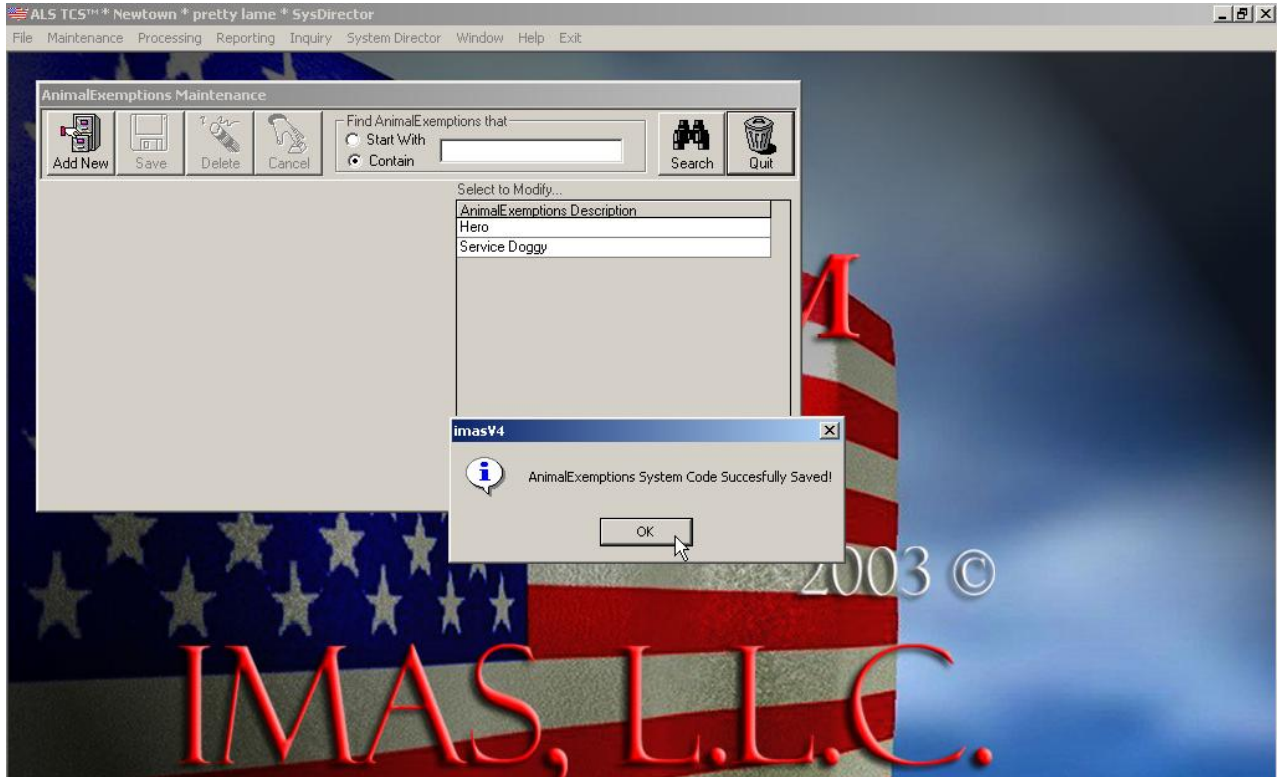 ALS TCS™ * Newtown * pretty lame * SysDirector
File Maintenance Processing Reporting Inquiry System Director Window Help Exit
AnimalExemptions Maintenance
Add New
Save
Delete
Cancel
Find AnimalExemptions that
Start With
Contain
Search
Quit
Select to Modify...
AnimalExemptions Description
Hero
Service Doggy
M
imasV4
AnimalExemptions System Code Succesfully Saved!
OK
2003 ©
IMAS, L.L.C.